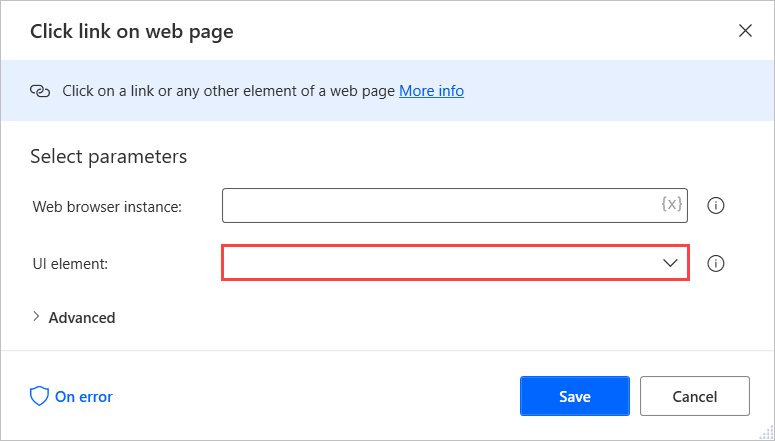 Click link on web page
Click on a link or any other element of a web page More info
Select parameters
Web browser instance: {x}
UI element:
Advanced
On error Save Cancel